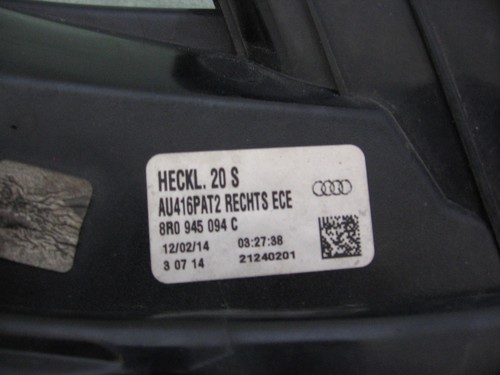 HECKL. 20 S
AU416PAT2 RECHTS ECE
8R0 945 094 C
12/02/14 03:27:38
3 07 14 21240201